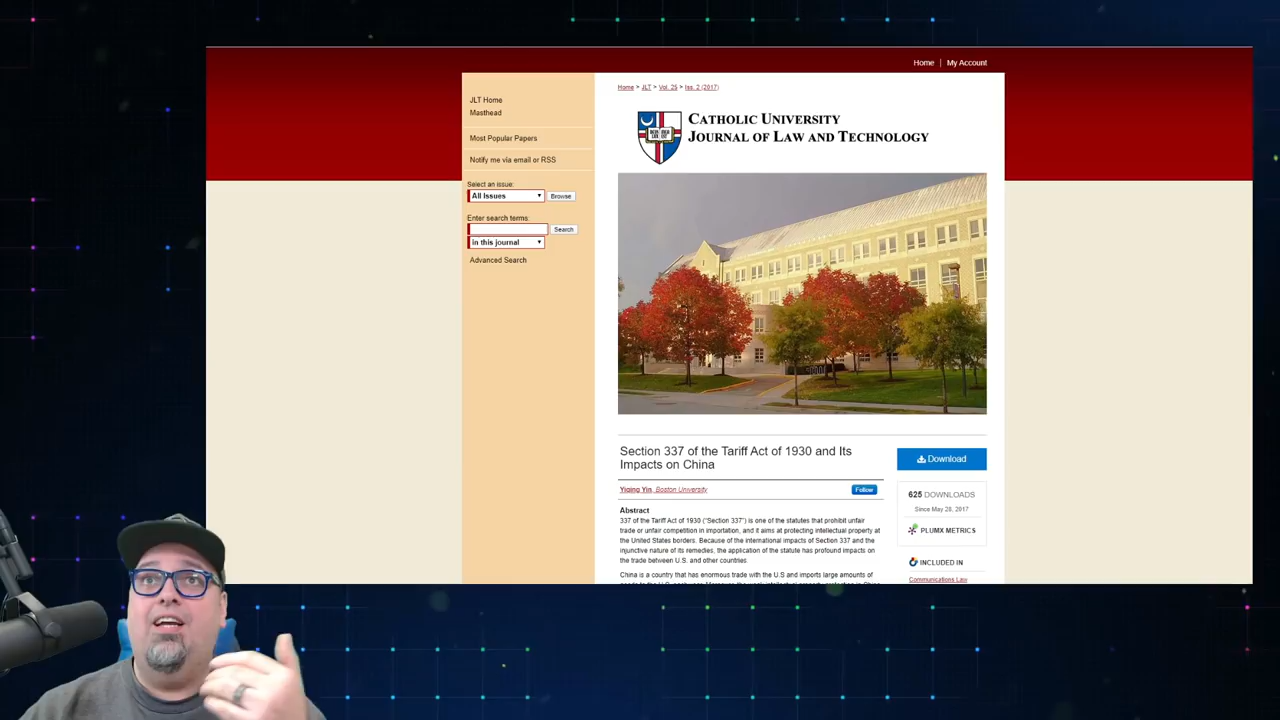 Home | My Account
JLT Home
Masthead
Most Popular Papers
Notify me via email or RSS
Select an issue:
All Issues
Browse
Enter search terms:
Search
in this journal
Advanced Search
Home > JLT > Vol. 25 > Iss. 2 (2017)
CATHOLIC UNIVERSITY
JOURNAL OF LAW AND TECHNOLOGY
Section 337 of the Tariff Act of 1930 and Its
Impacts on China
Yiqing Yin, Boston University
Follow
Abstract
337 of the Tariff Act of 1930 ("Section 337") is one of the statutes that prohibit unfair
trade or unfair competition in importation, and it aims at protecting intellectual property at
the United States borders. Because of the international impacts of Section 337 and the
injunctive nature of its remedies, the application of the statute has profound impacts on
the trade between U.S. and other countries
China is a country that has enormous trade with the U.S and imports large amounts of
Download
625 DOWNLOADS
Since May 28, 2017
PLUMX METRICS
INCLUDED IN
Communications Law